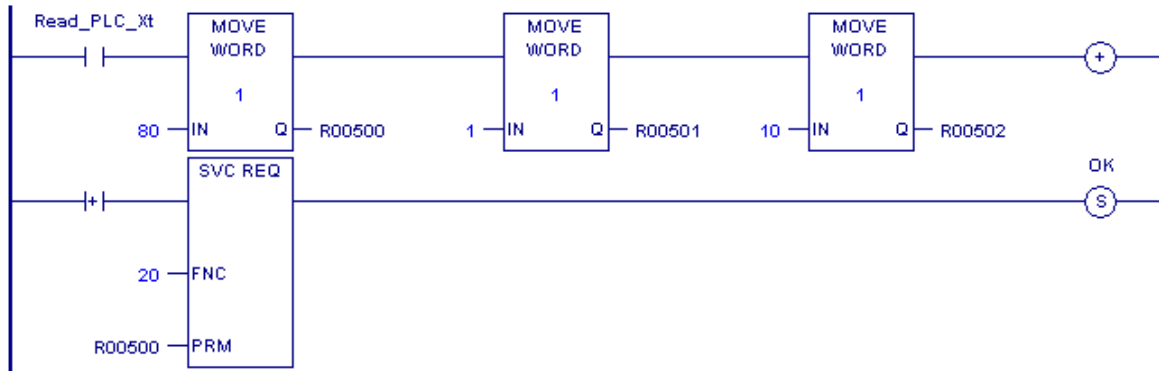 Read_PLC_Xt
MOVE WORD MOVE WORD MOVE WORD
1 1 1
+
80 IN Q R00500 1 IN Q R00501 10 IN Q R00502
SVC REQ OK
+ S
20 FNC
R00500 PRM